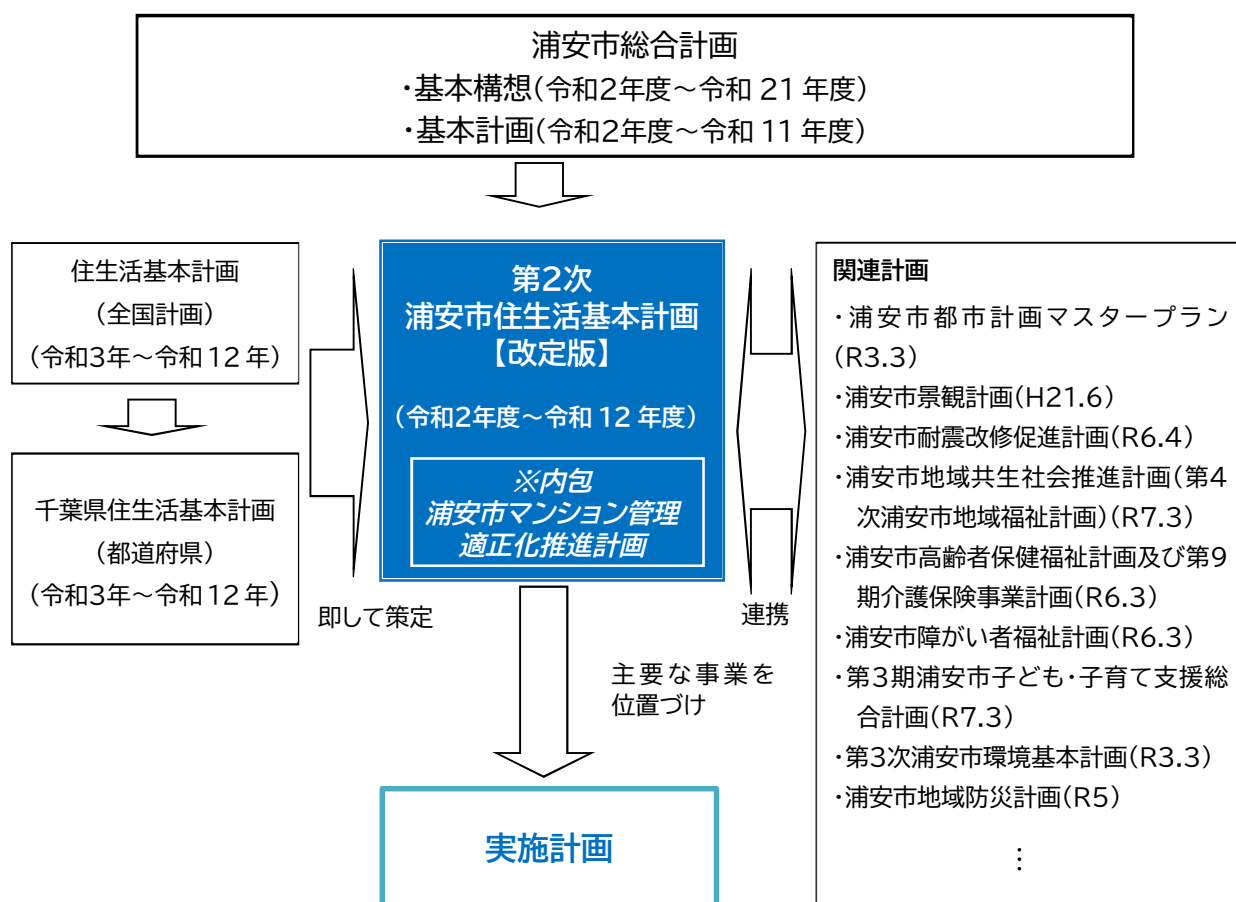 浦安市総合計画
・基本構想(令和2年度～令和 21 年度)
・基本計画(令和2年度～令和 11 年度)
住生活基本計画
(全国計画)
(令和3年～令和 12 年)
千葉県住生活基本計画
(都道府県)
(令和3年～令和 12 年)
即して策定
第2次
浦安市住生活基本計画
【改定版】
(令和2年度～令和 12 年度)
※内包
浦安市マンション管理
適正化推進計画
連携
主要な事業を
位置づけ
実施計画
関連計画
・浦安市都市計画マスタープラン
(R3.3)
・浦安市景観計画(H21.6)
・浦安市耐震改修促進計画(R6.4)
・浦安市地域共生社会推進計画(第4
次浦安市地域福祉計画)(R7.3)
・浦安市高齢者保健福祉計画及び第9
期介護保険事業計画(R6.3)
・浦安市障がい者福祉計画(R6.3)
・第3期浦安市子ども・子育て支援総
合計画(R7.3)
・第3次浦安市環境基本計画(R3.3)
・浦安市地域防災計画(R5)
⋮